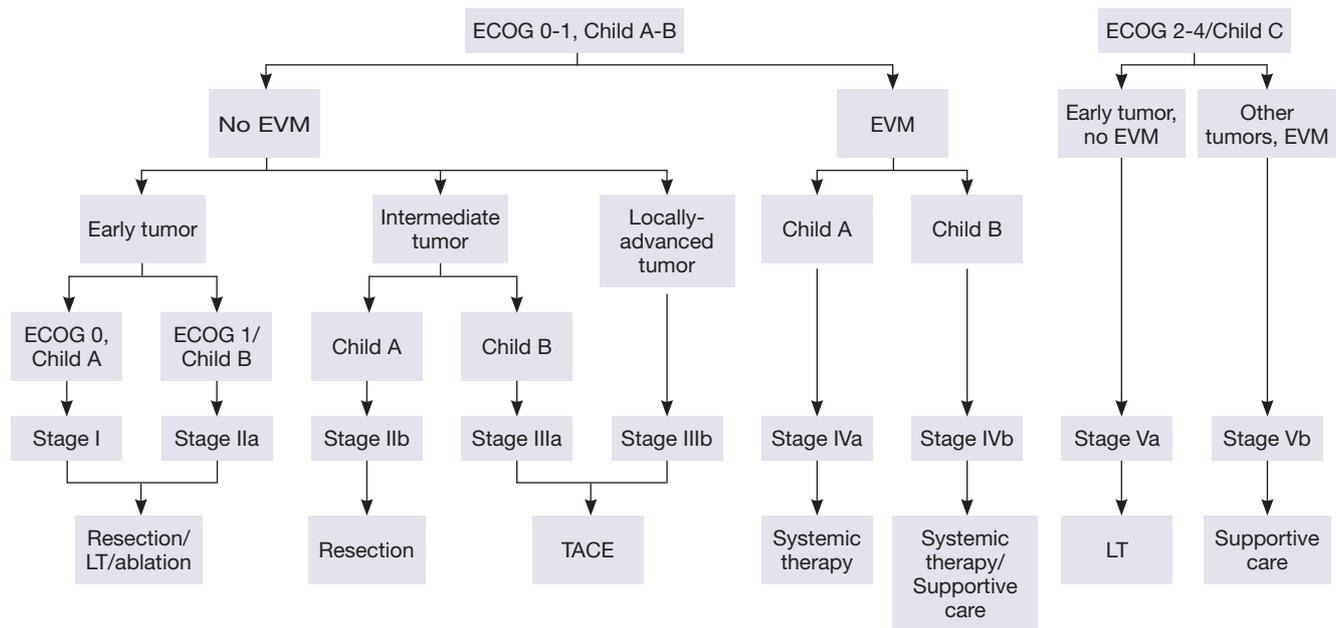 ECOG 0-1, Child A-B
ECOG 2-4/Child C
No EVM
EVM
Early tumor,
no EVM
Other
tumors, EVM
Early tumor
Intermediate
tumor
Locally-
advanced
tumor
Child A
Child B
ECOG 0,
Child A
ECOG 1/
Child B
Child A
Child B
Stage I
Stage IIa
Stage IIb
Stage IIIa
Stage IIIb
Stage IVa
Stage IVb
Stage Va
Stage Vb
Resection/
LT/ablation
Resection
TACE
Systemic
therapy
Systemic
therapy/
Supportive
care
LT
Supportive
care